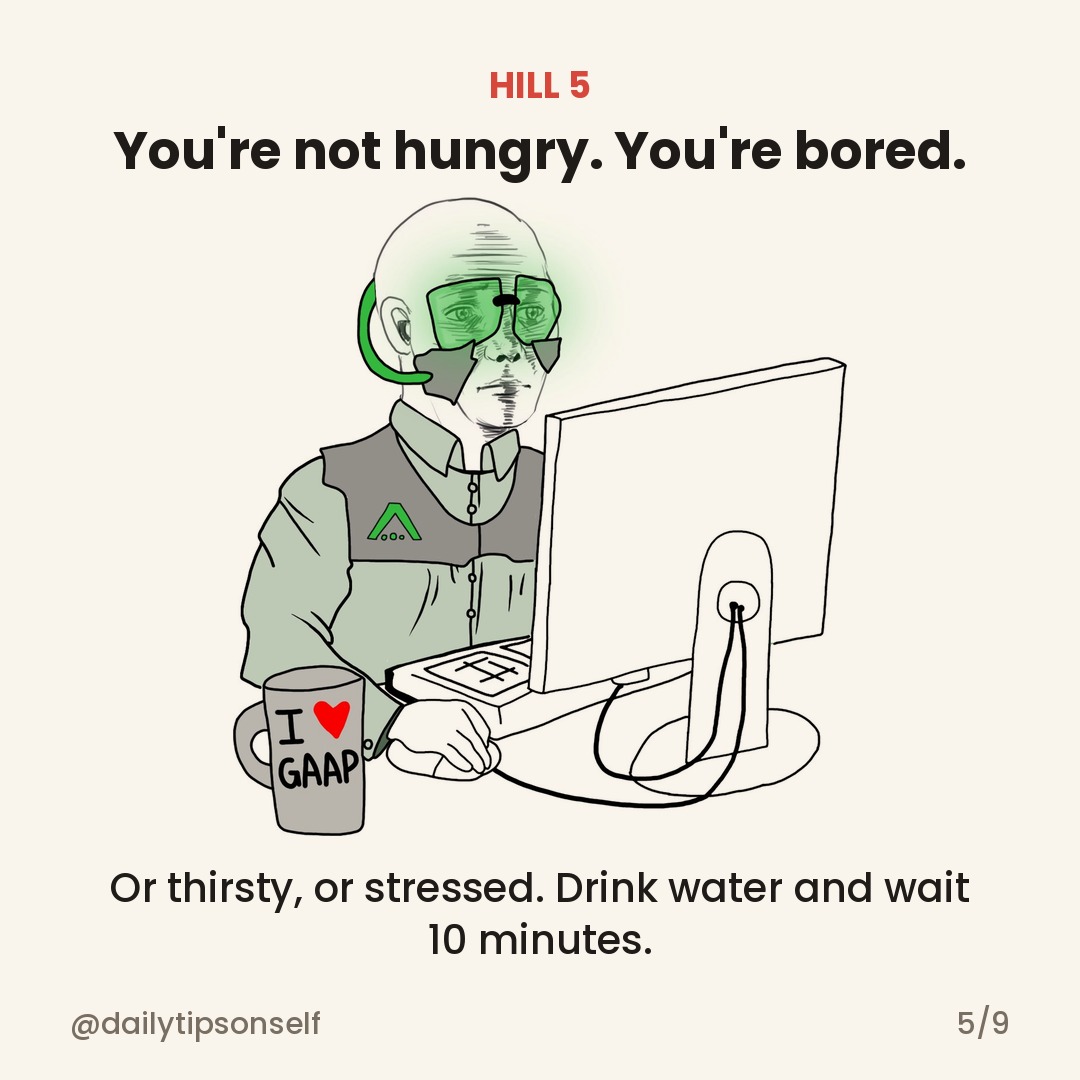 HILL 5
You're not hungry. You're bored.
I ♥
GAAP
Or thirsty, or stressed. Drink water and wait
10 minutes.
@dailytipsonself
5/9